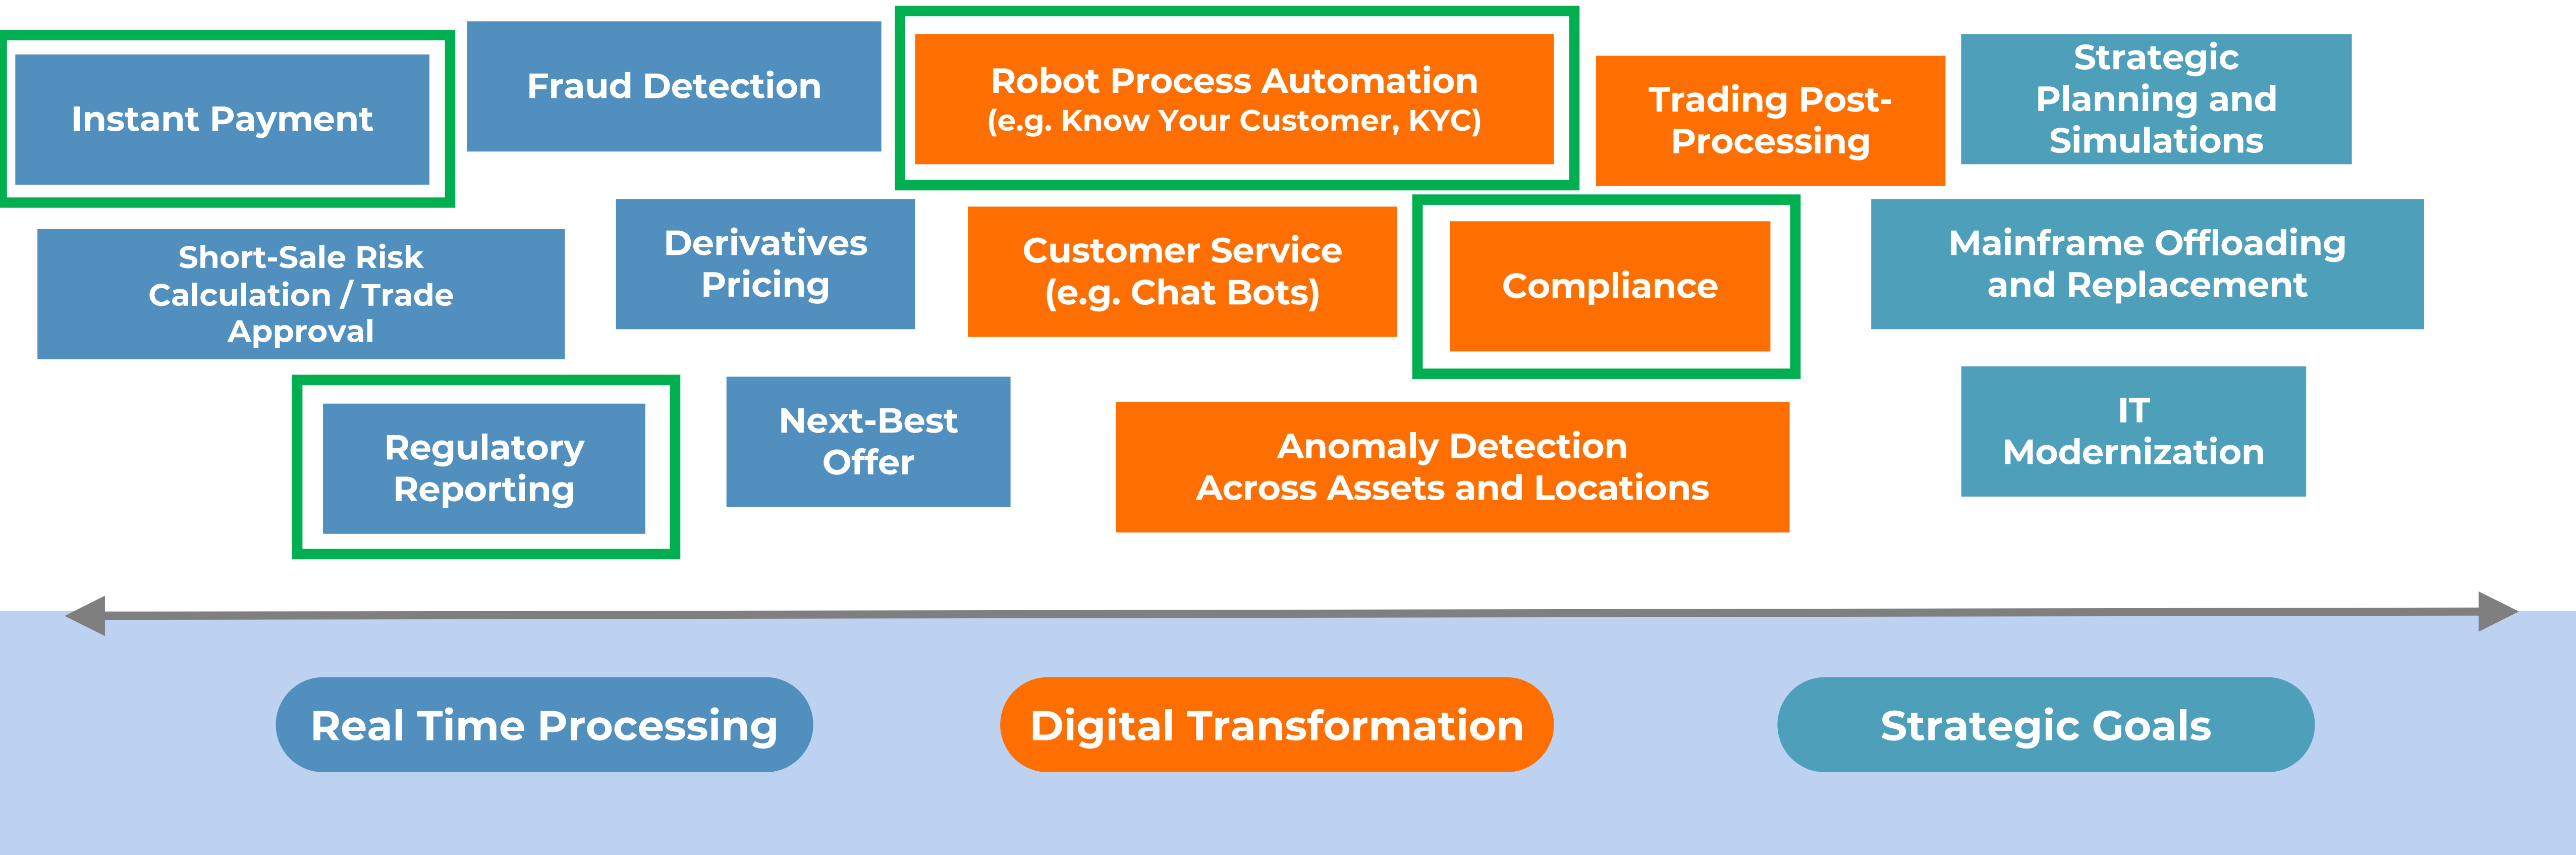 Instant Payment
Fraud Detection
Robot Process Automation
(e.g. Know Your Customer, KYC)
Trading Post-
Processing
Strategic
Planning and
Simulations
Short-Sale Risk
Calculation / Trade
Approval
Derivatives
Pricing
Customer Service
(e.g. Chat Bots)
Compliance
Mainframe Offloading
and Replacement
Regulatory
Reporting
Next-Best
Offer
Anomaly Detection
Across Assets and Locations
IT
Modernization
Real Time Processing
Digital Transformation
Strategic Goals